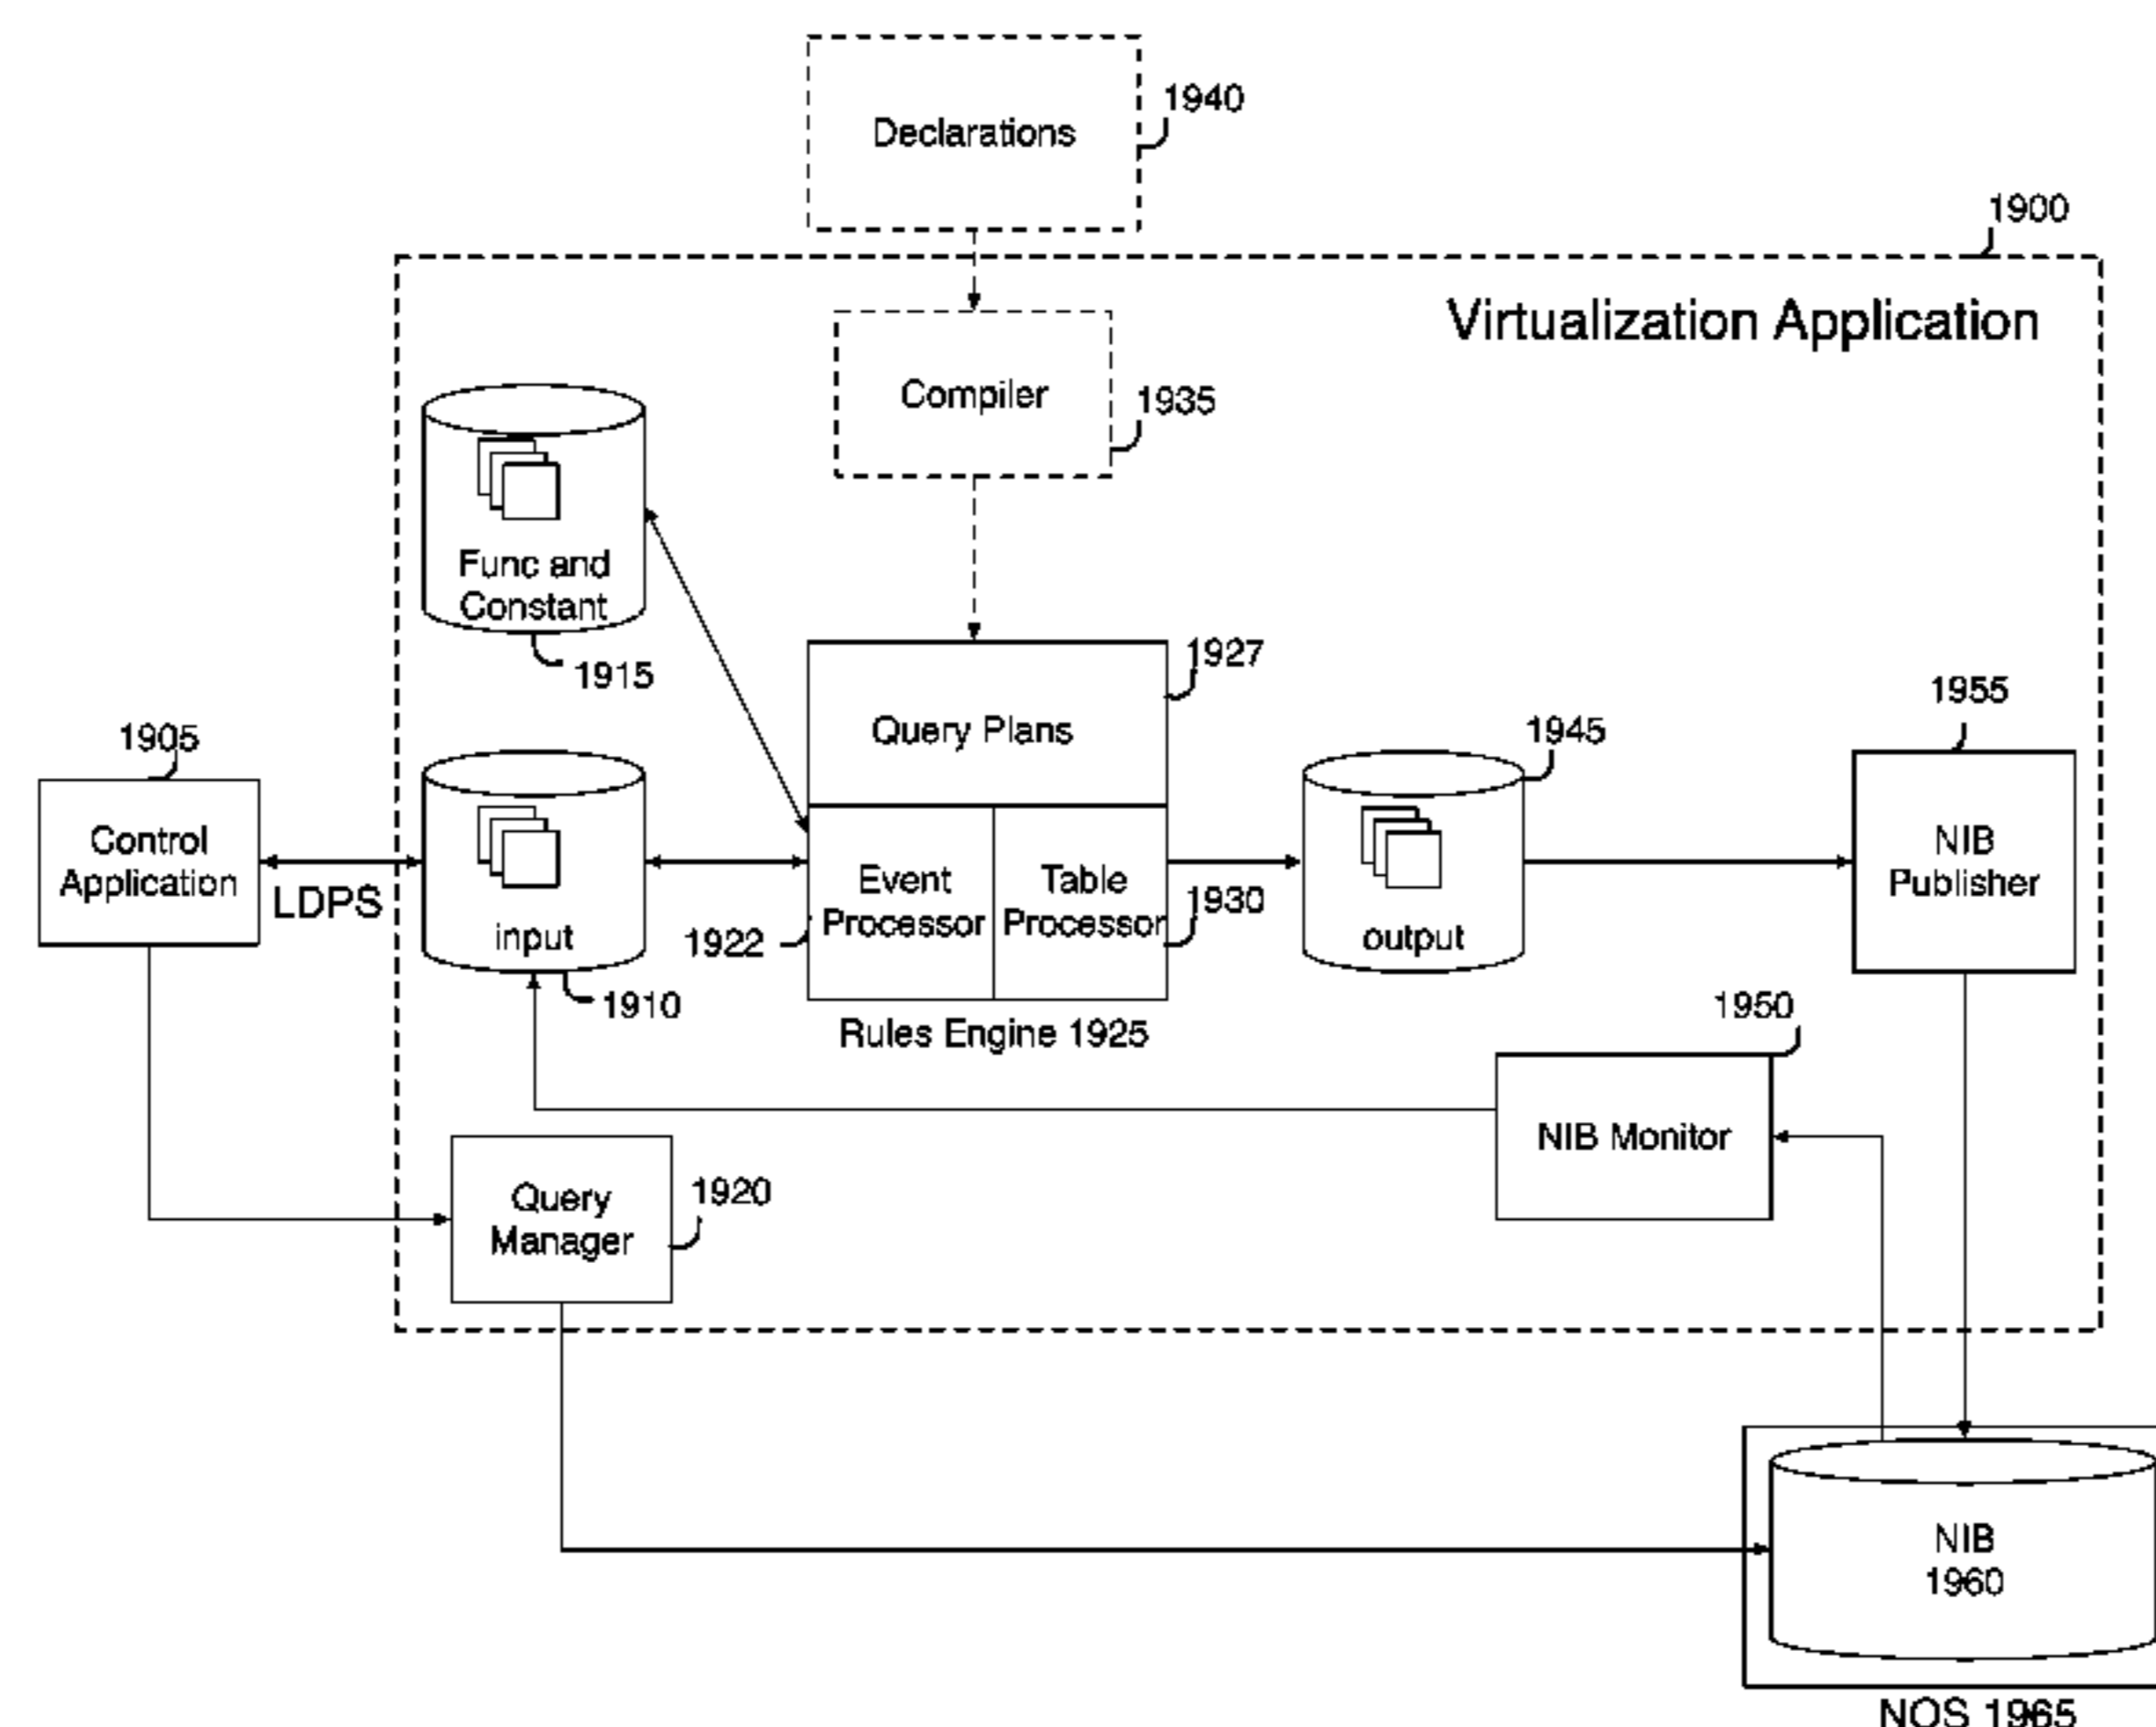 1940
Declarations
1900
Virtualization Application
Compiler
1935
Func and
Constant
1915
1927
Query Plans
1905
1945
1955
Control
Application
LDPS
input
1910
Event
Processor
1922
Table
Processor
1930
Rules Engine 1925
output
NIB
Publisher
1950
NIB Monitor
Query
Manager
1920
NIB
1960
NOS 1965